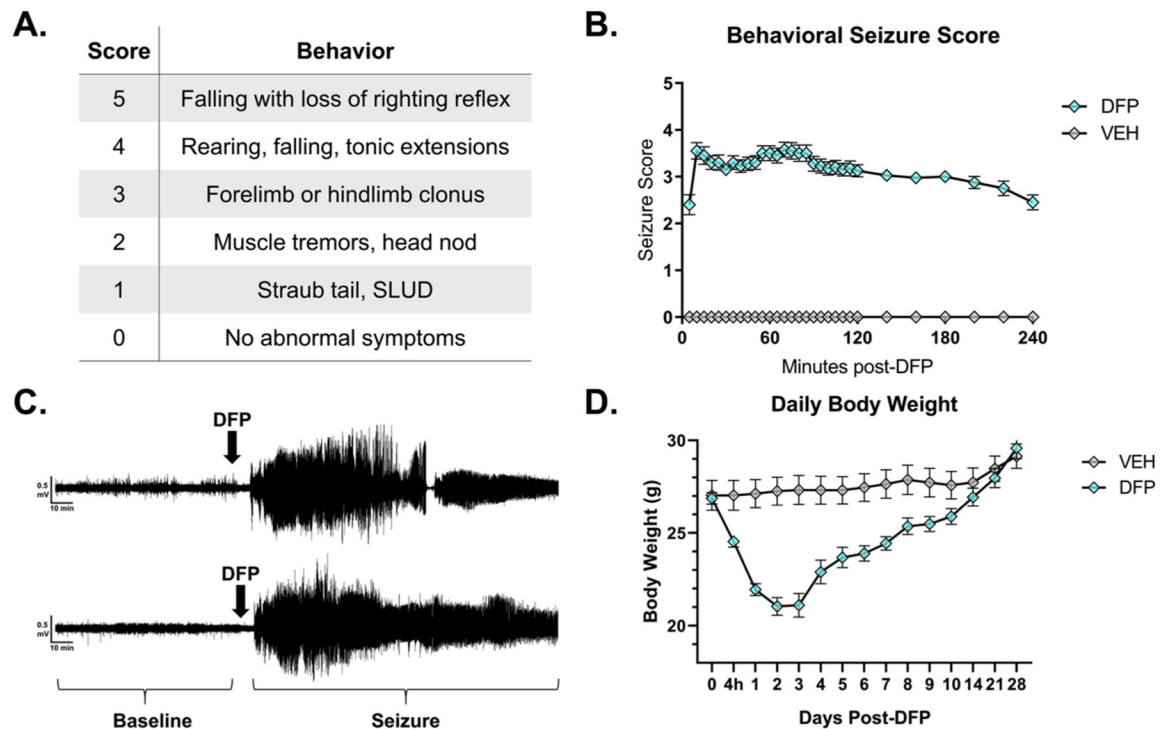 A.
Score Behavior
5 Falling with loss of righting reflex
4 Rearing, falling, tonic extensions
3 Forelimb or hindlimb clonus
2 Muscle tremors, head nod
1 Straub tail, SLUD
0 No abnormal symptoms
B.
Behavioral Seizure Score
5
4
3
2
1
0
Seizure Score
0 60 120 180 240
Minutes post-DFP
DFP
VEH
C.
DFP
0.5
mV
10 min
DFP
0.5
mV
10 min
Baseline Seizure
D.
Daily Body Weight
30
25
20
Body Weight (g)
0 4h 1 2 3 4 5 6 7 8 9 10 14 21 28
Days Post-DFP
VEH
DFP